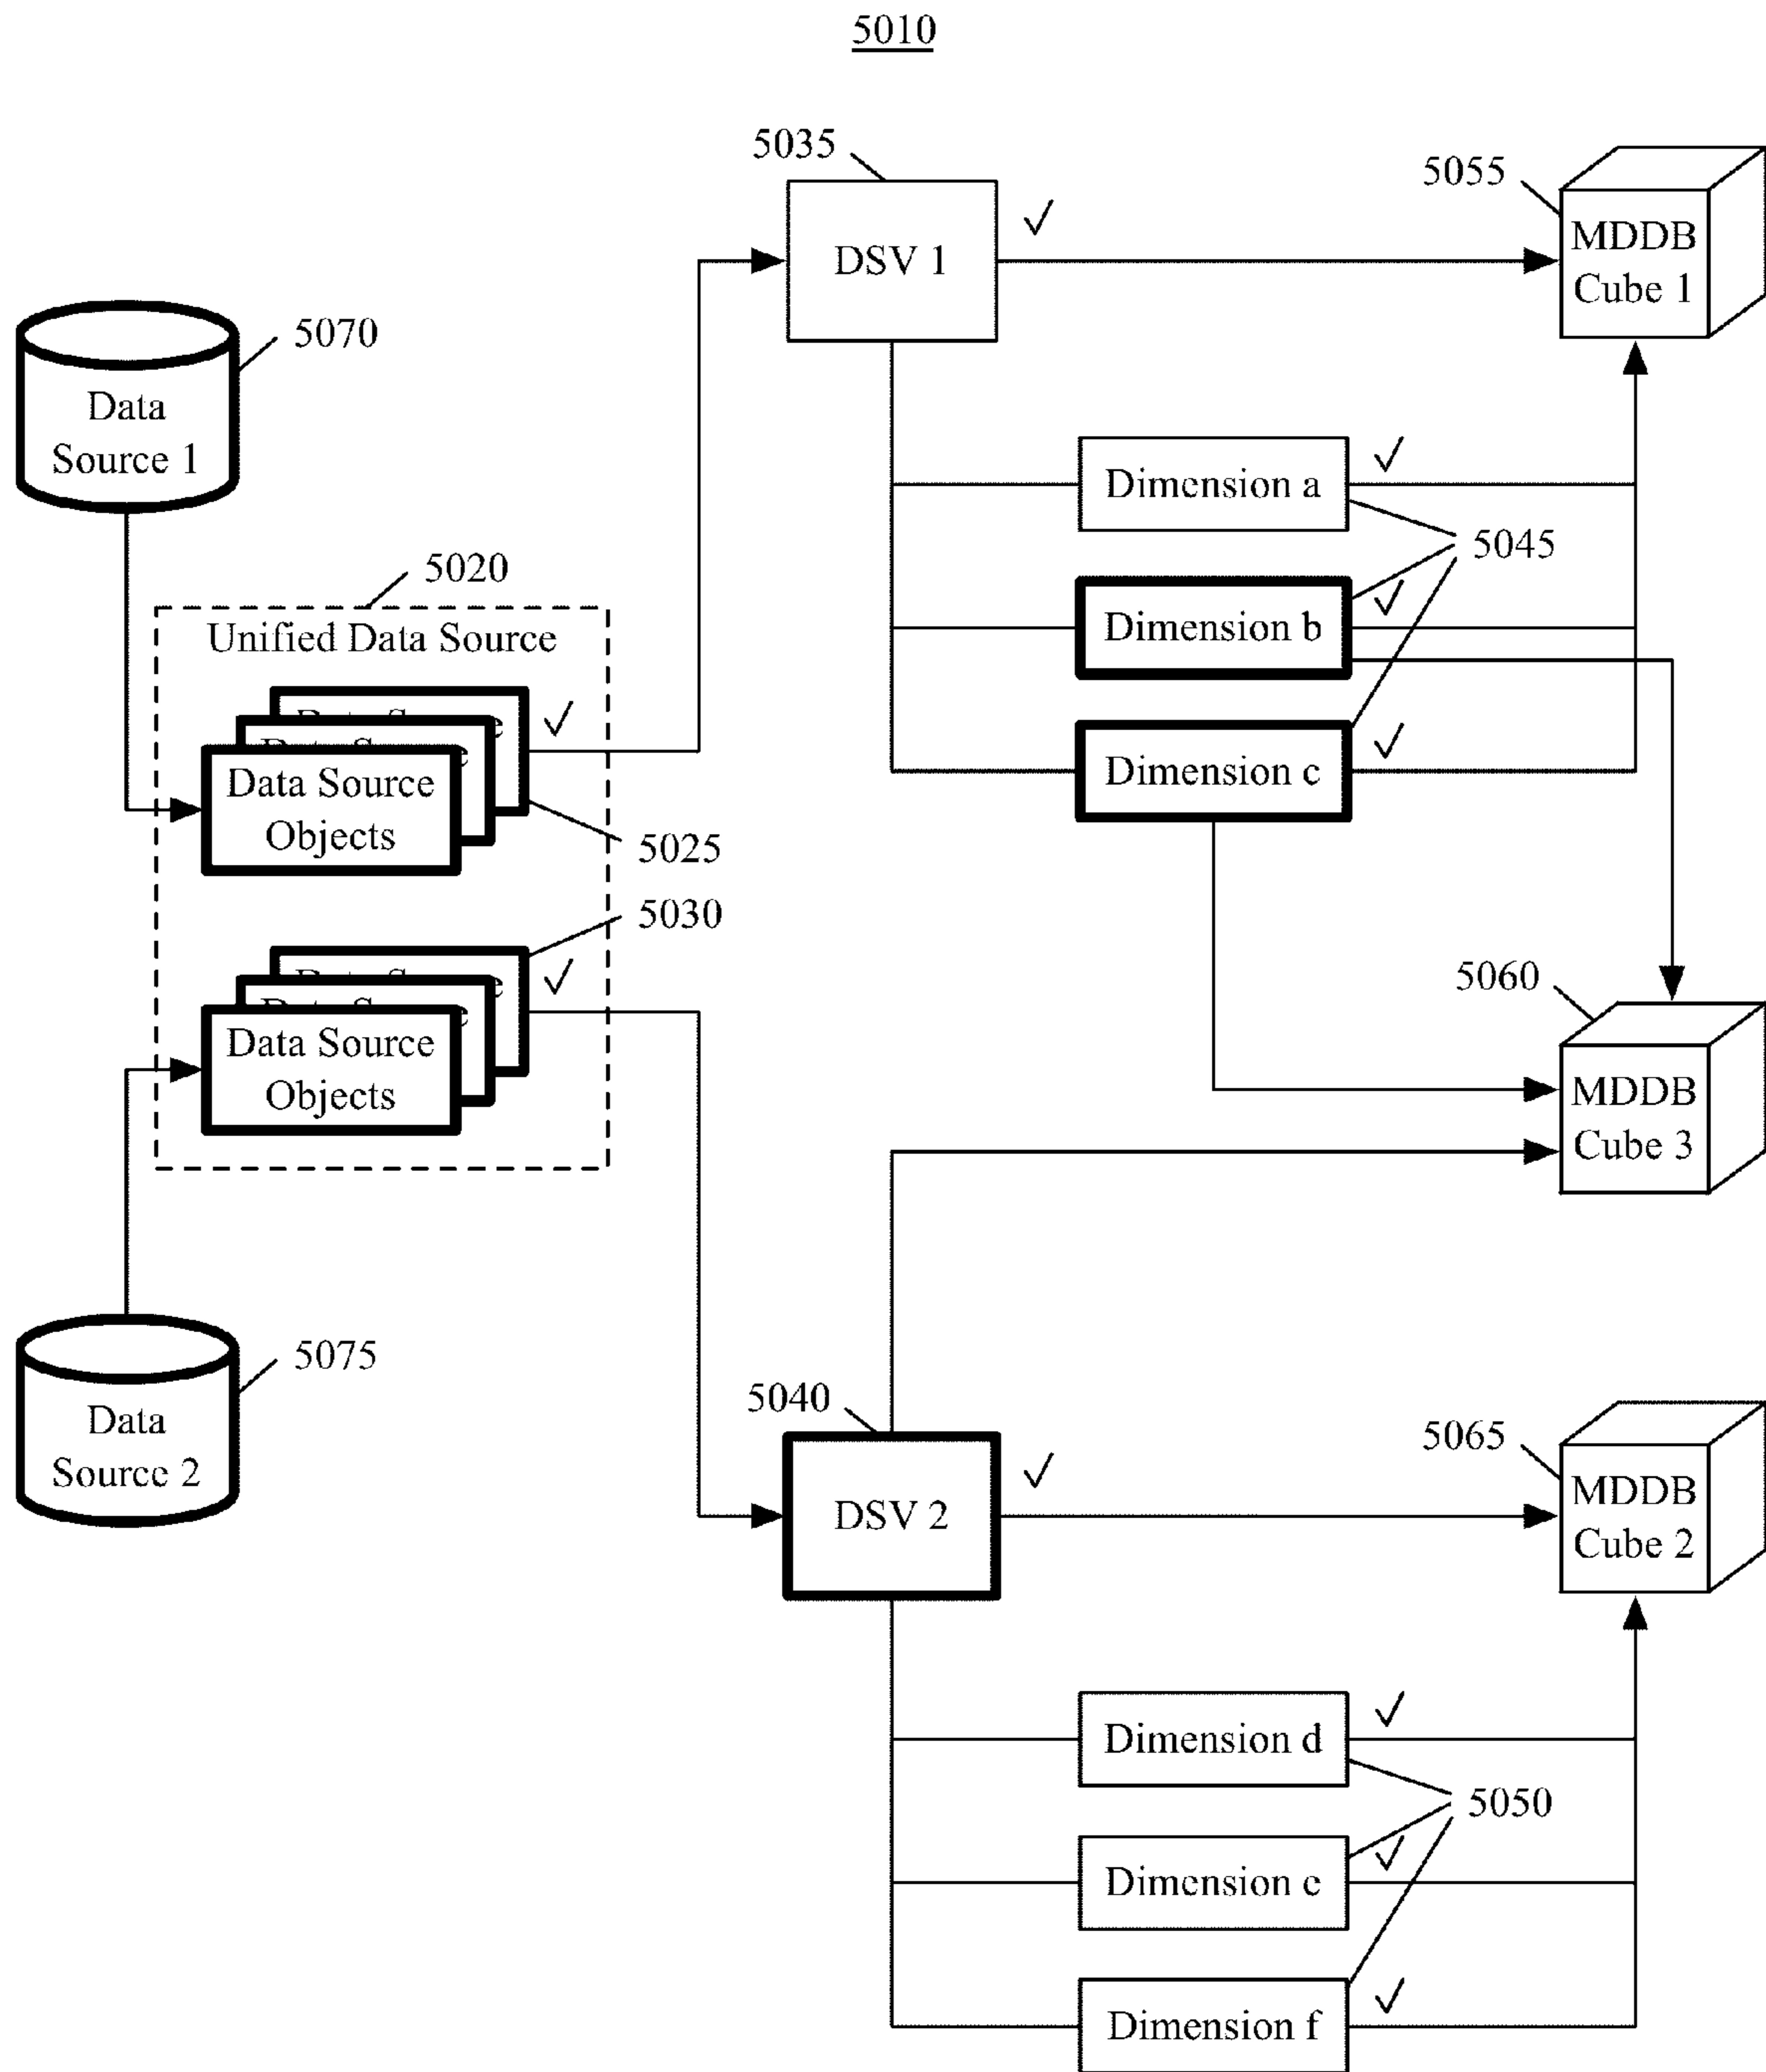 5010
5035
DSV 1
√
5055
MDDB
Cube 1
5070
Data
Source 1
Dimension a
√
5045
Dimension b
√
Dimension c
√
5020
Unified Data Source
√
Data Source
Objects
5025
5030
√
Data Source
Objects
5060
MDDB
Cube 3
5075
Data
Source 2
5040
DSV 2
√
5065
MDDB
Cube 2
Dimension d
√
5050
Dimension e
√
Dimension f
√